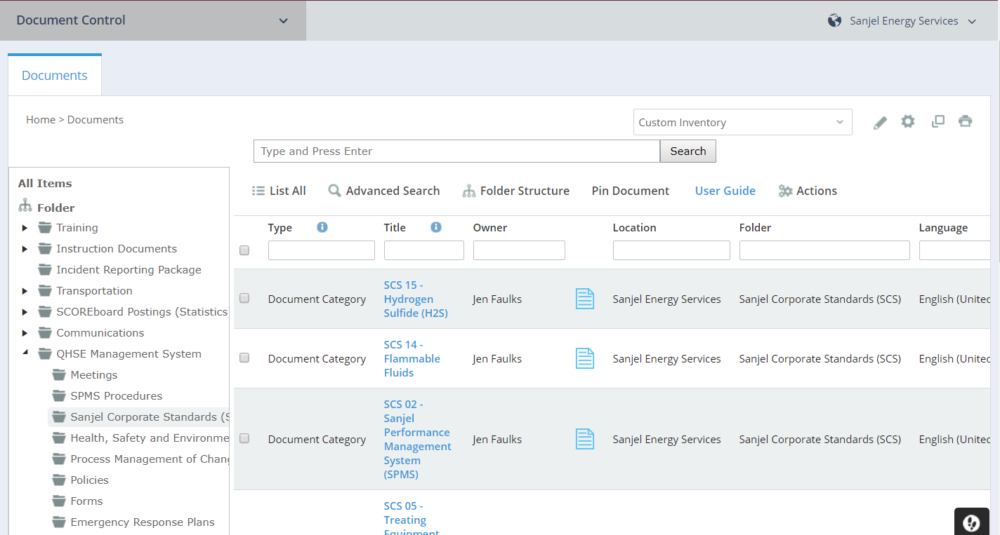 Document Control
Sanjel Energy Services
Documents
Home > Documents
Custom Inventory
Type and Press Enter
Search
All Items
Folder
Training
Instruction Documents
Incident Reporting Package
Transportation
SCOREboard Postings (Statistics
Communications
QHSE Management System
Meetings
SPMS Procedures
Sanjel Corporate Standards (S
Health, Safety and Environme
Process Management of Chang
Policies
Forms
Emergency Response Plans
List All
Advanced Search
Folder Structure
Pin Document
User Guide
Actions
Type
Title
Owner
Location
Folder
Language
Document Category
SCS 15 -
Hydrogen
Sulfide (H2S)
Jen Faulks
Sanjel Energy Services
Sanjel Corporate Standards (SCS)
English (United
Document Category
SCS 14 -
Flammable
Fluids
Jen Faulks
Sanjel Energy Services
Sanjel Corporate Standards (SCS)
English (United
Document Category
SCS 02 -
Sanjel
Performance
Management
System
(SPMS)
Jen Faulks
Sanjel Energy Services
Sanjel Corporate Standards (SCS)
English (United
SCS 05 -
Treating
Equipment